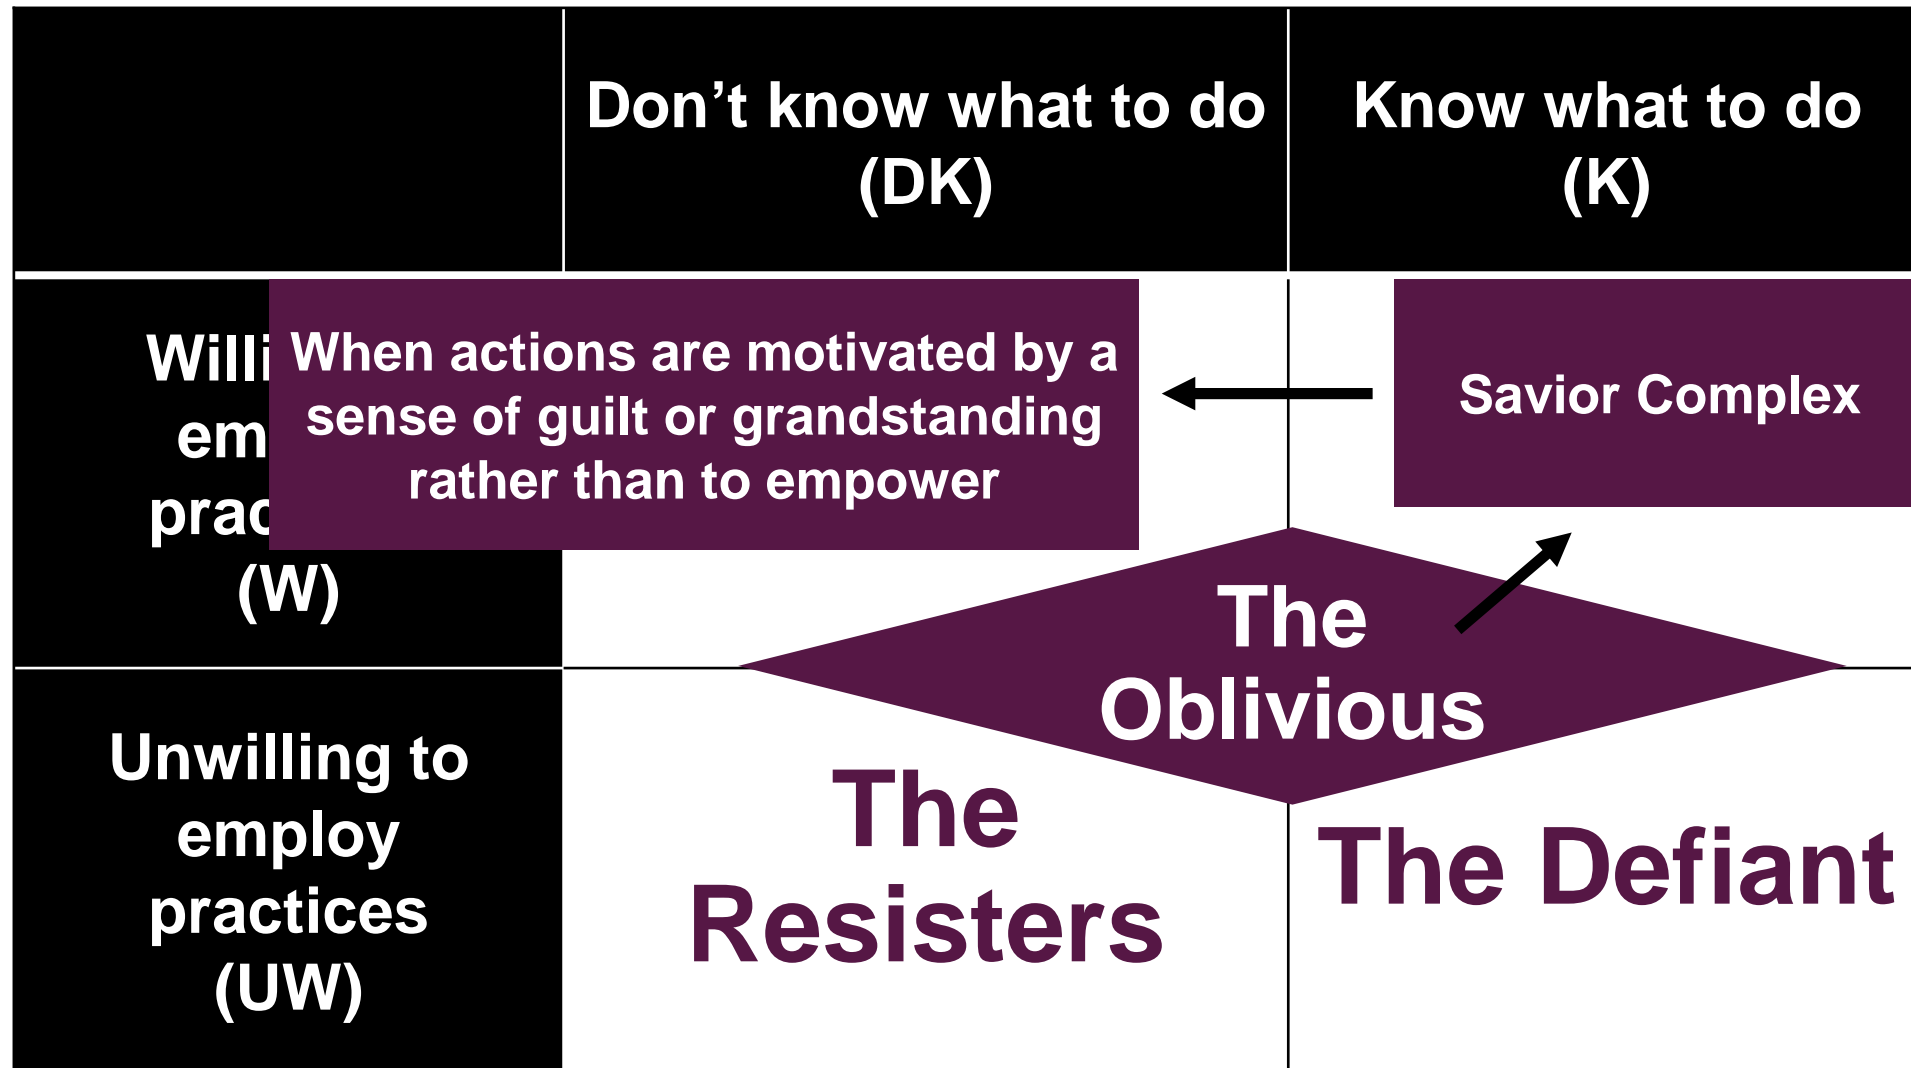 Don’t know what to do
(DK)
Know what to do
(K)
Willi
em
prac
(W)
When actions are motivated by a
sense of guilt or grandstanding
rather than to empower
Savior Complex
The
Oblivious
Unwilling to
employ
practices
(UW)
The
Resisters
The Defiant